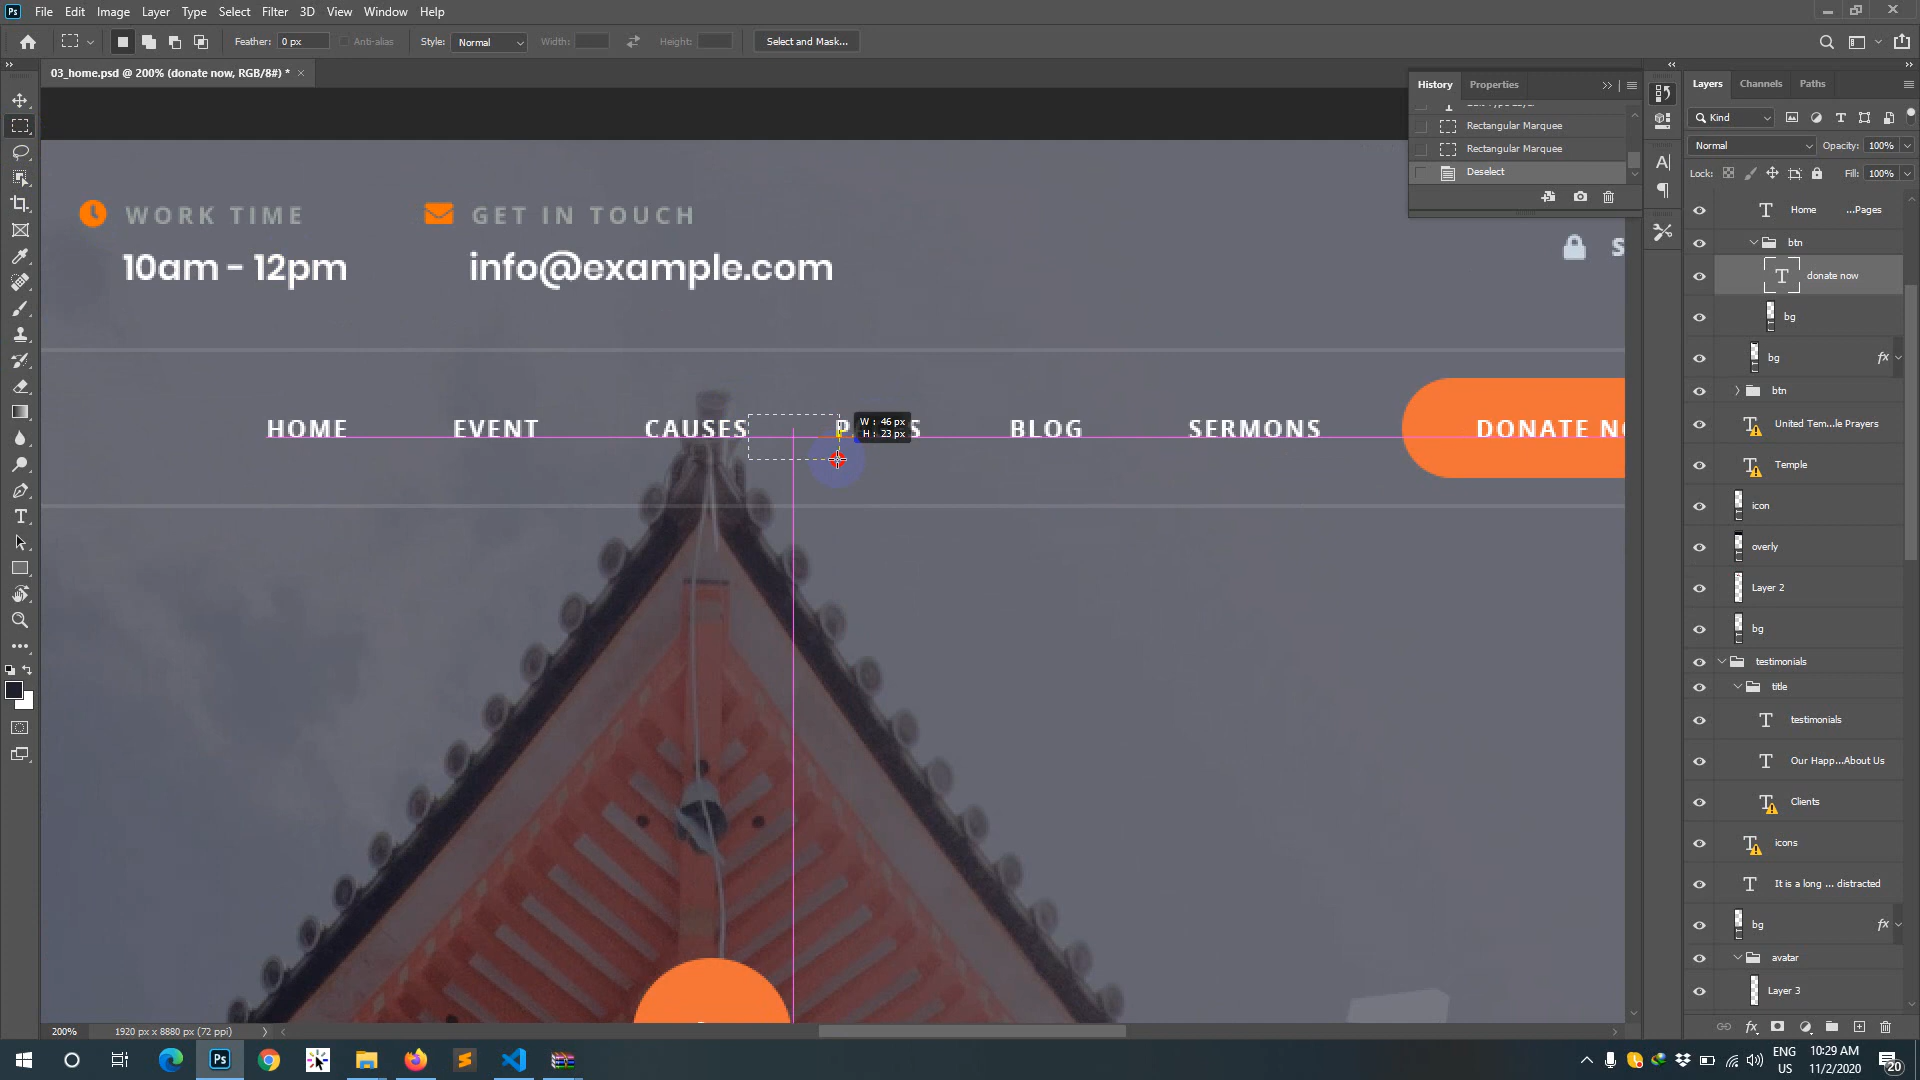 Ps File Edit Image Layer Type Select Filter 3D View Window Help
Feather: 0 px Anti-alias Style: Normal Width: Height: Select and Mask...
03_home.psd @ 200% (donate now, RGB/8#) *
History Properties
Rectangular Marquee
Rectangular Marquee
Deselect
WORK TIME
10am - 12pm
GET IN TOUCH
info@example.com
S
HOME EVENT CAUSES P S BLOG SERMONS DONATE NO
W : 46 px
H : 23 px
Layers Channels Paths
Kind
Normal Opacity: 100%
Lock: Fill: 100%
Home ...Pages
btn
donate now
bg
bg fx
btn
United Tem...le Prayers
Temple
icon
overly
Layer 2
bg
testimonials
title
testimonials
Our Happ...About Us
Clients
icons
It is a long ... distracted
bg fx
avatar
Layer 3
200% 1920 px x 8880 px (72 ppi)
ENG
US
10:29 AM
11/2/2020
20